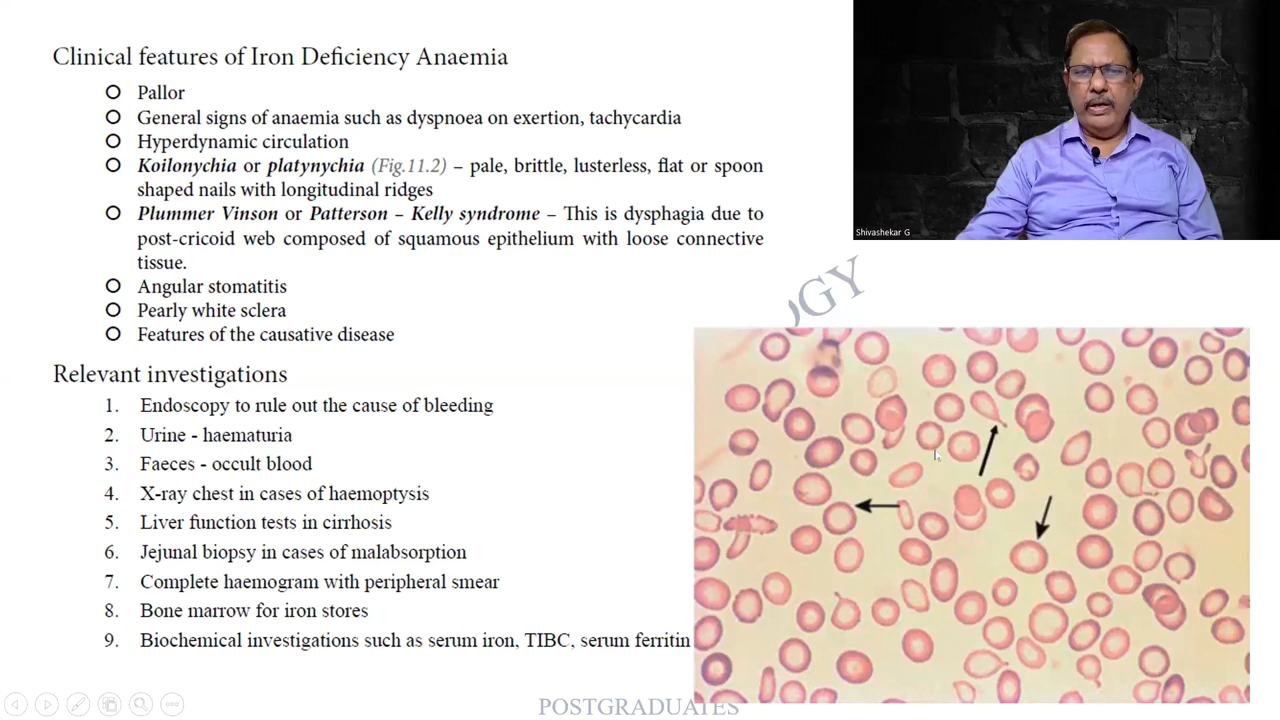 Clinical features of Iron Deficiency Anaemia
Pallor
General signs of anaemia such as dyspnoea on exertion, tachycardia
Hyperdynamic circulation
Koilonychia or platynychia (Fig.11.2) – pale, brittle, lusterless, flat or spoon
shaped nails with longitudinal ridges
Plummer Vinson or Patterson – Kelly syndrome – This is dysphagia due to
post-cricoid web composed of squamous epithelium with loose connective
tissue.
Angular stomatitis
Pearly white sclera
Features of the causative disease
Relevant investigations
1. Endoscopy to rule out the cause of bleeding
2. Urine - haematuria
3. Faeces - occult blood
4. X-ray chest in cases of haemoptysis
5. Liver function tests in cirrhosis
6. Jejunal biopsy in cases of malabsorption
7. Complete haemogram with peripheral smear
8. Bone marrow for iron stores
9. Biochemical investigations such as serum iron, TIBC, serum ferritin
Shivashekar G
OGY
POSTGRADUATES